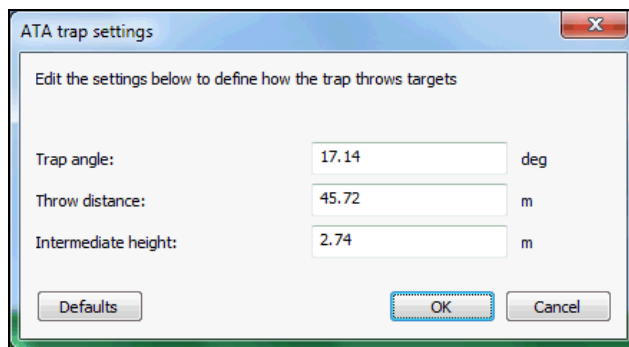 ATA trap settings
Edit the settings below to define how the trap throws targets
Trap angle: 17.14 deg
Throw distance: 45.72 m
Intermediate height: 2.74 m
Defaults OK Cancel